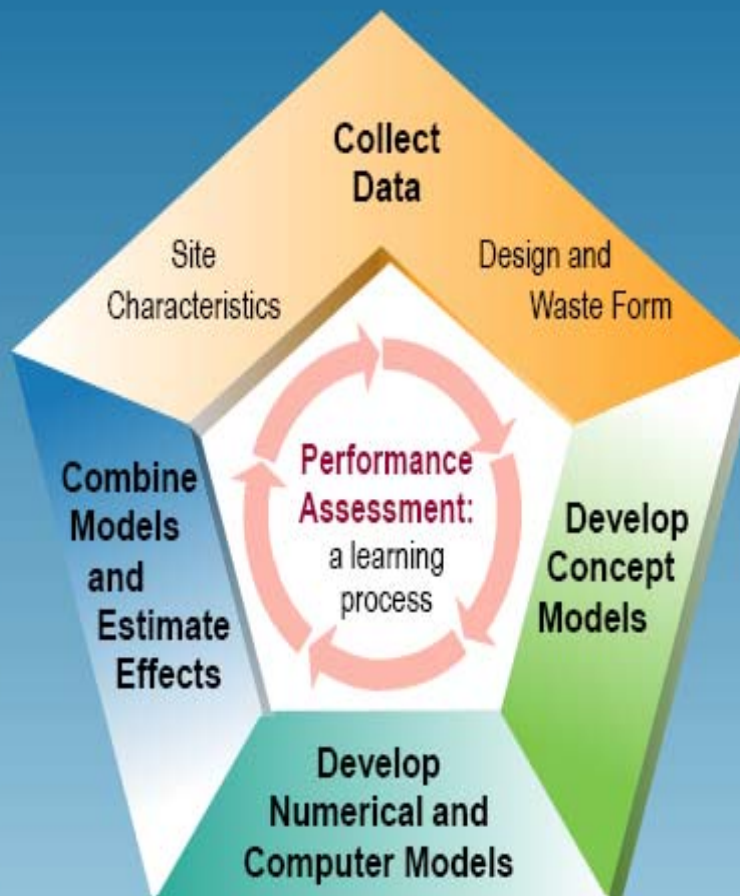 Collect
Data
Site
Characteristics
Design and
Waste Form
Performance
Assessment:
a learning
process
Combine
Models
and
Estimate
Effects
Develop
Concept
Models
Develop
Numerical and
Computer Models